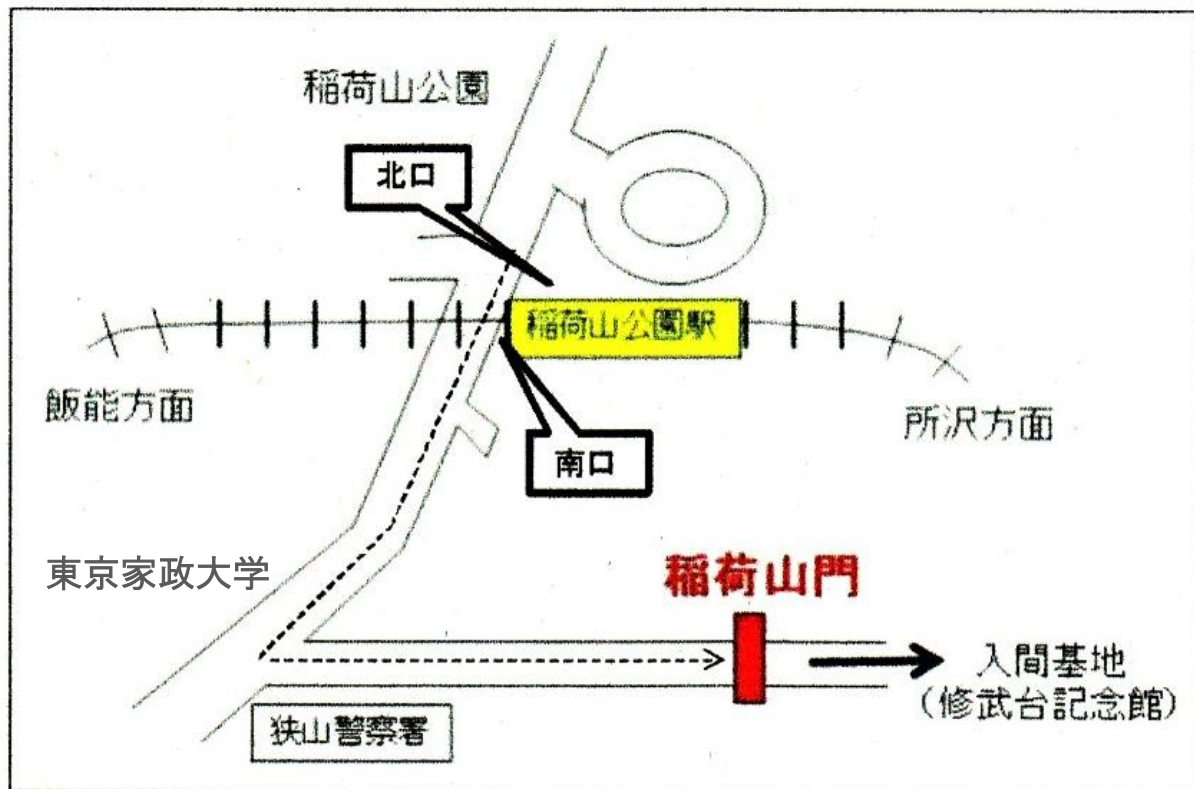 稲荷山公園
北口
稲荷山公園駅
飯能方面
所沢方面
南口
東京家政大学
稲荷山門
入間基地
(修武台記念館)
狭山警察署